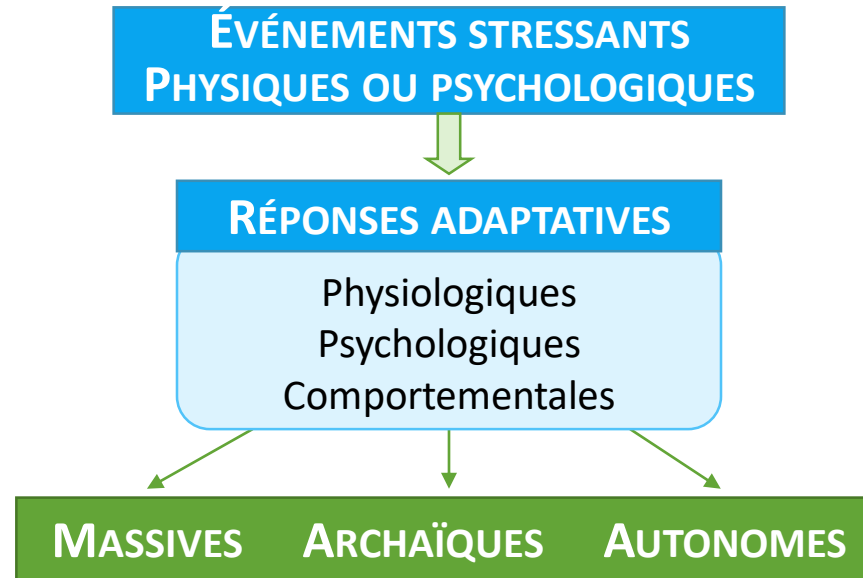 ÉVÉNEMENTS STRESSANTS
PHYSIQUES OU PSYCHOLOGIQUES
RÉPONSES ADAPTATIVES
Physiologiques
Psychologiques
Comportementales
MASSIVES ARCHAÏQUES AUTONOMES